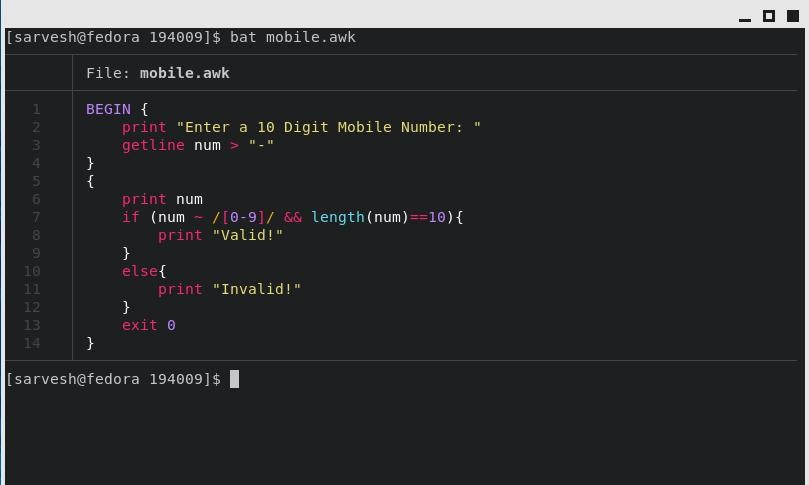 [sarvesh@fedora 194009]$ bat mobile.awk
File: mobile.awk
1 BEGIN {
2     print "Enter a 10 Digit Mobile Number: "
3     getline num > "-"
4 }
5 {
6     print num
7     if (num ~ /[0-9]/ && length(num)==10){
8         print "Valid!"
9     }
10     else{
11         print "Invalid!"
12     }
13     exit 0
14 }
[sarvesh@fedora 194009]$